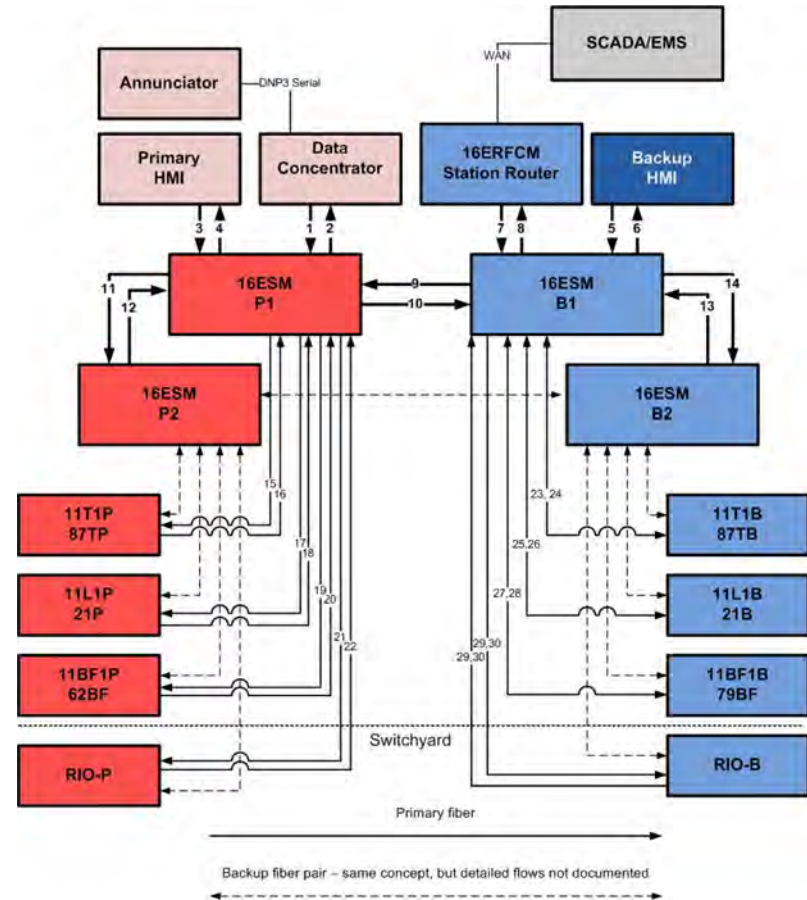 SCADA/EMS
WAN
Annunciator
DNP3 Serial
Primary
HMI
Data
Concentrator
16ERFCM
Station Router
Backup
HMI
3
4
1
2
7
8
5
6
16ESM
P1
16ESM
B1
9
10
11
12
14
13
16ESM
P2
16ESM
B2
15
16
23, 24
11T1P
87TP
11T1B
87TB
17
18
25,26
11L1P
21P
11L1B
21B
19
20
27,28
21
22
29,30
29,30
11BF1P
62BF
11BF1B
79BF
Switchyard
RIO-P
RIO-B
Primary fiber
Backup fiber pair – same concept, but detailed flows not documented